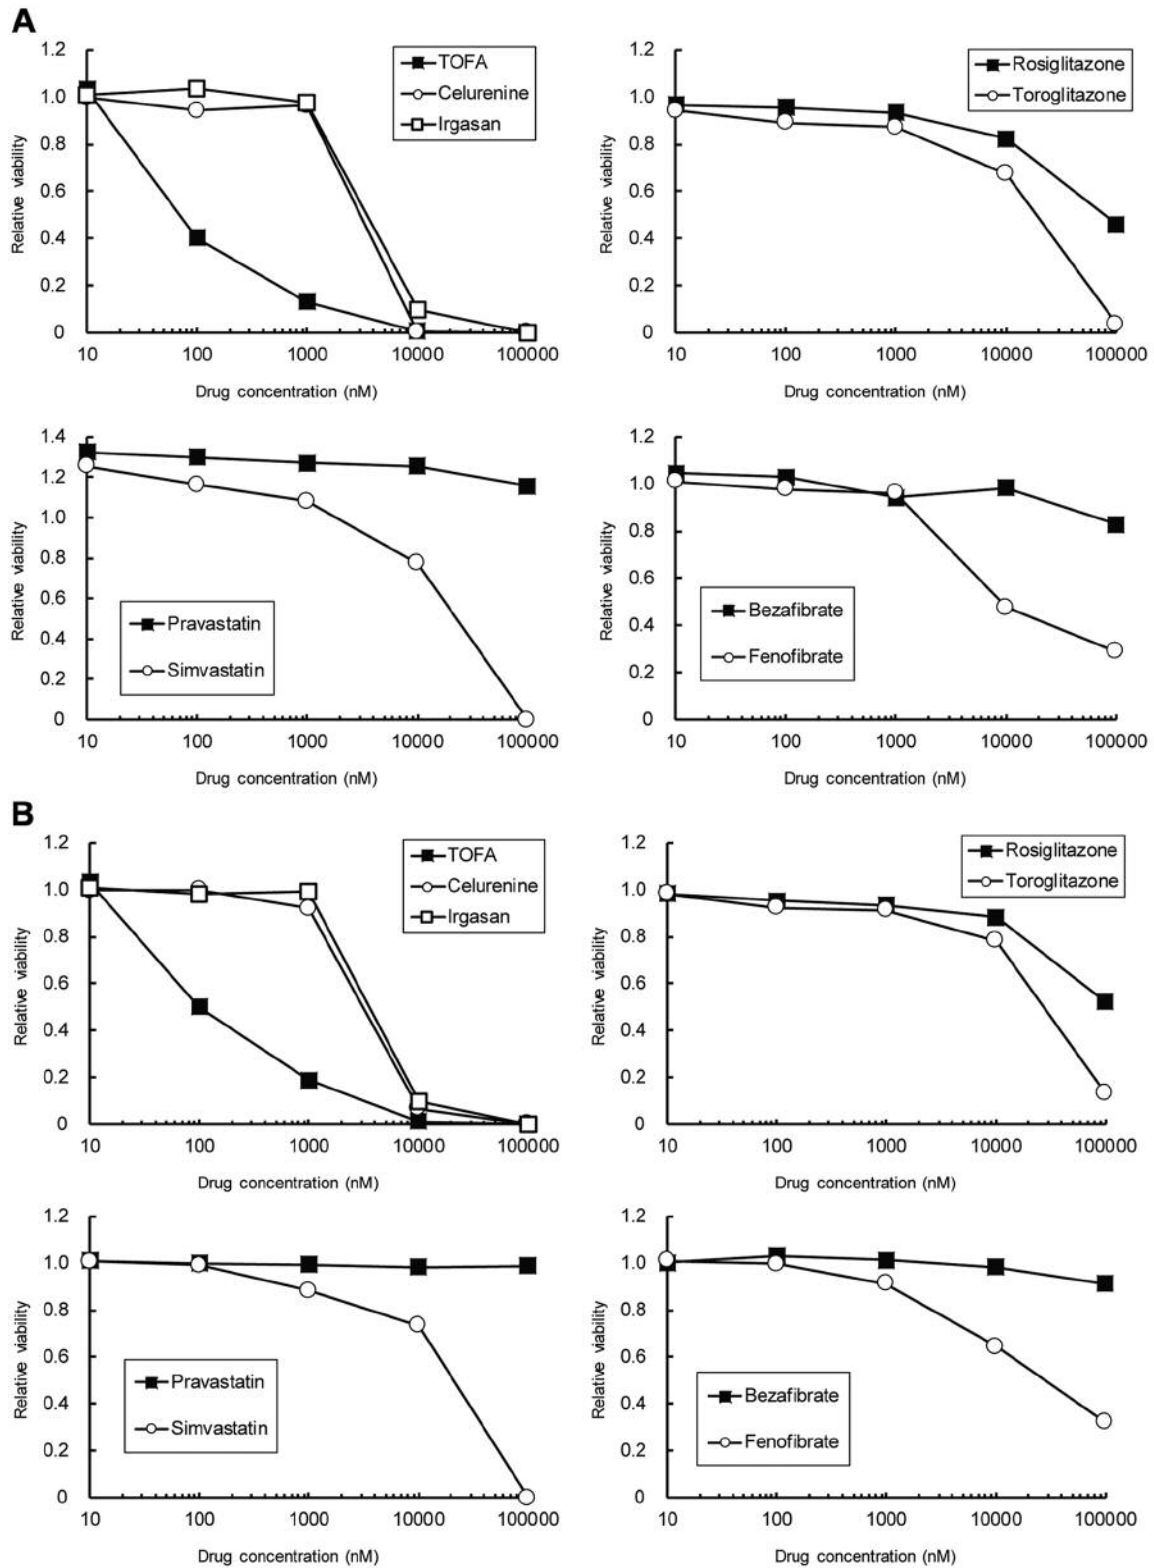 A
1.2
1.0
0.8
0.6
0.4
0.2
0
Relative viability
TOFA
Celurenine
Irgasan
10 100 1000 10000 100000
Drug concentration (nM)
1.2
1.0
0.8
0.6
0.4
0.2
0
Relative viability
Rosiglitazone
Toroglitazone
10 100 1000 10000 100000
Drug concentration (nM)
1.4
1.2
1.0
0.8
0.6
0.4
0.2
0
Relative viability
Pravastatin
Simvastatin
10 100 1000 10000 100000
Drug concentration (nM)
1.2
1.0
0.8
0.6
0.4
0.2
0
Relative viability
Bezafibrate
Fenofibrate
10 100 1000 10000 100000
Drug concentration (nM)
B
1.2
1.0
0.8
0.6
0.4
0.2
0
Relative viability
TOFA
Celurenine
Irgasan
10 100 1000 10000 100000
Drug concentration (nM)
1.2
1.0
0.8
0.6
0.4
0.2
0
Relative viability
Rosiglitazone
Toroglitazone
10 100 1000 10000 100000
Drug concentration (nM)
1.2
1.0
0.8
0.6
0.4
0.2
0
Relative viability
Pravastatin
Simvastatin
10 100 1000 10000 100000
Drug concentration (nM)
1.2
1.0
0.8
0.6
0.4
0.2
0
Relative viability
Bezafibrate
Fenofibrate
10 100 1000 10000 100000
Drug concentration (nM)